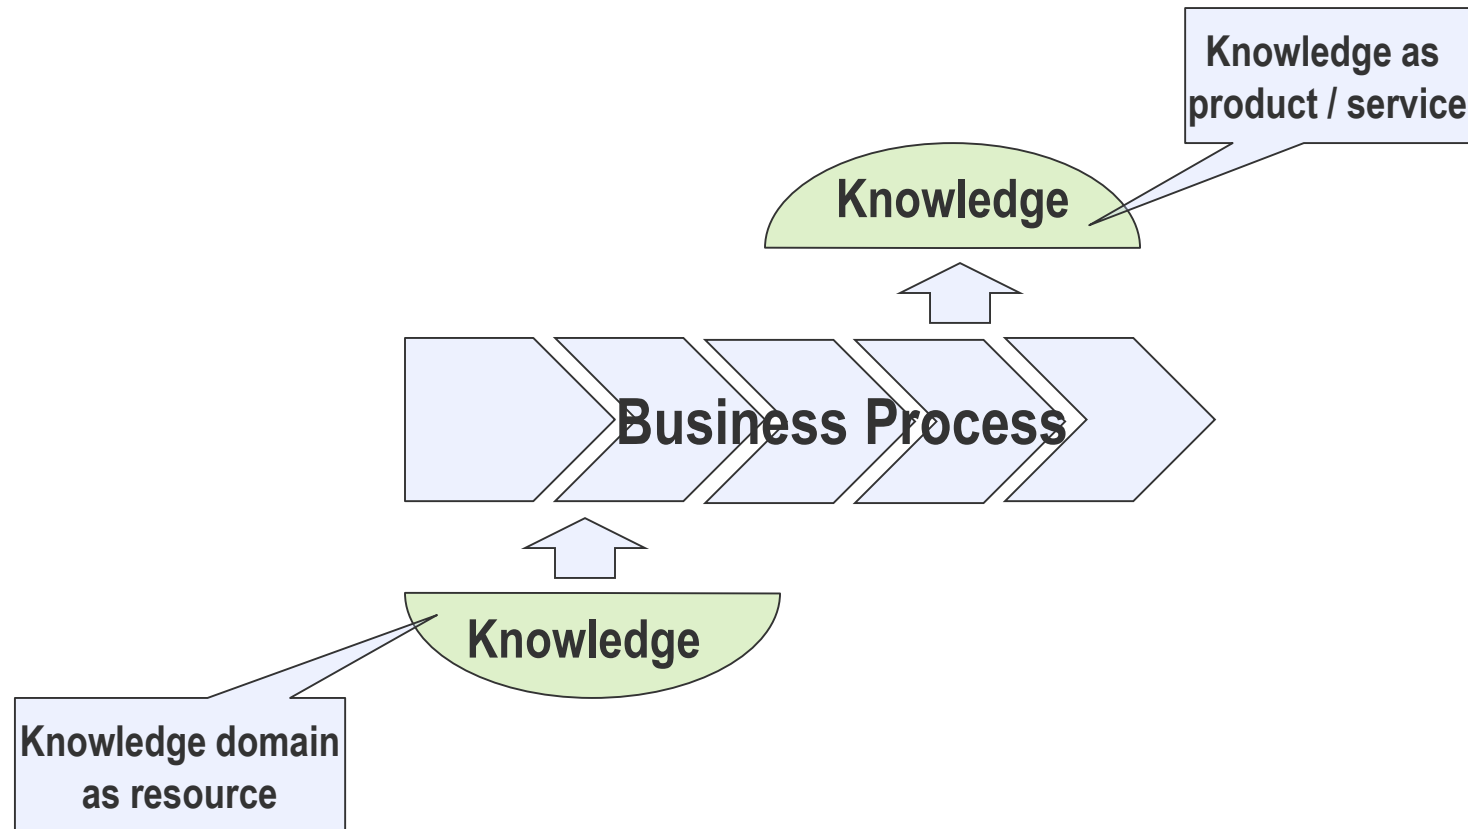 Knowledge as
product / service
Knowledge
Business Process
Knowledge
Knowledge domain
as resource